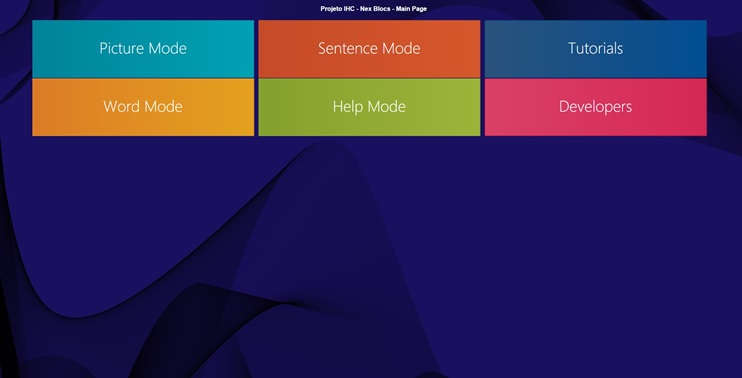 Projeto IHC - Nex Blocs - Main Page
Picture Mode
Sentence Mode
Tutorials
Word Mode
Help Mode
Developers